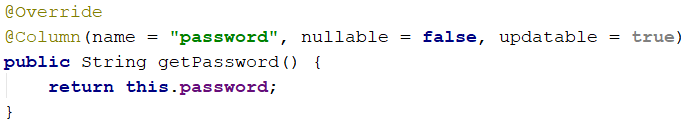 @Override
@Column(name = "password", nullable = false, updatable = true)
public String getPassword() {
    return this.password;
}